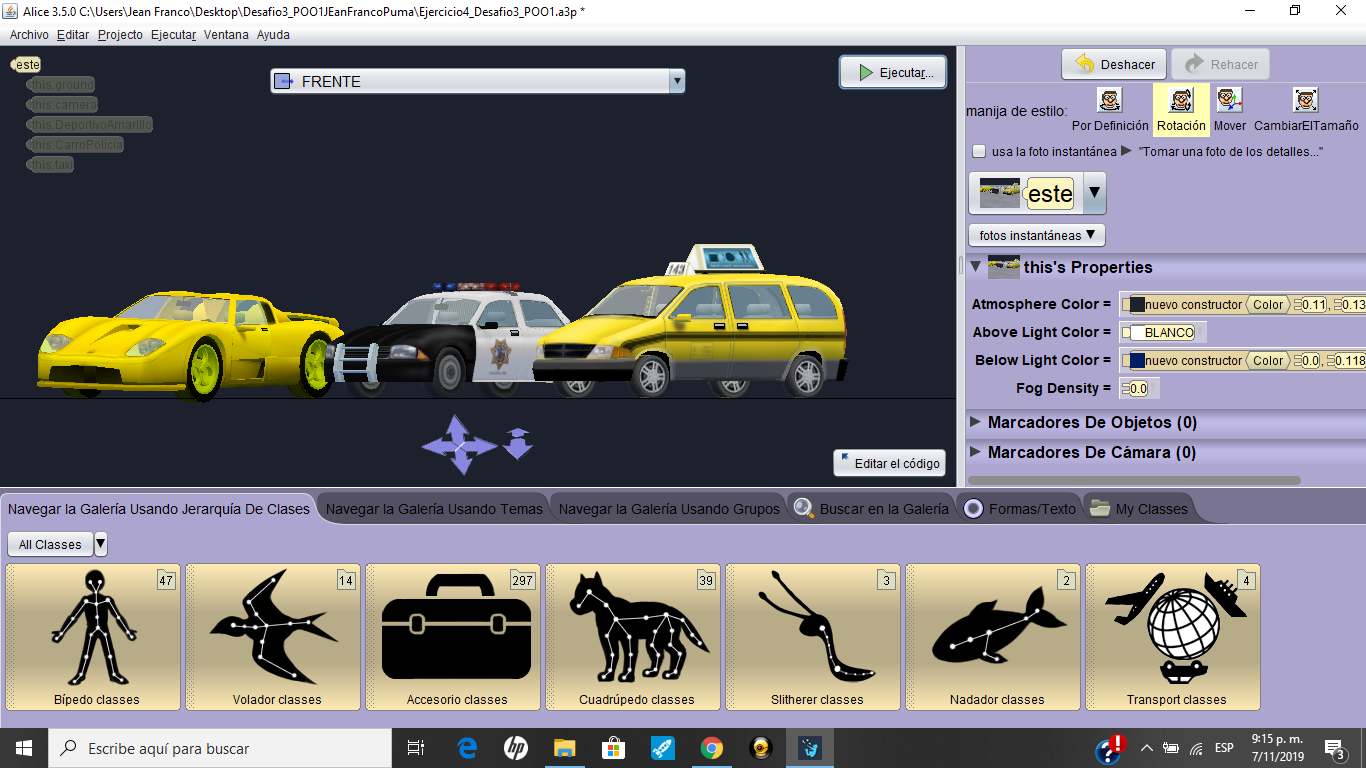 Alice 3.5.0 C:\Users\Jean Franco\Desktop\Desafio3_POO1JEanFrancoPuma\Ejercicio4_Desafio3_POO1.a3p *
Archivo Editar Projecto Ejecutar Ventana Ayuda
este
this.ground
this.camera
this.DeportivoAmarillo
this.CarroPolicia
this.taxi
FRENTE
Ejecutar...
143
Editar el código
Deshacer
Rehacer
manija de estilo:
Por Definición Rotación Mover CambiarElTamaño
usa la foto instantánea "Tomar una foto de los detalles..."
este
fotos instantáneas
this's Properties
Atmosphere Color = nuevo constructor Color 0.11, 0.13
Above Light Color = BLANCO
Below Light Color = nuevo constructor Color 0.0, 0.118
Fog Density = 0.0
Marcadores De Objetos (0)
Marcadores De Cámara (0)
Navegar la Galería Usando Jerarquía De Clases Navegar la Galería Usando Temas Navegar la Galería Usando Grupos Buscar en la Galería Formas/Texto My Classes
All Classes
47 14 297 39 3 2 4
Bípedo classes Volador classes Accesorio classes Cuadrúpedo classes Slitherer classes Nadador classes Transport classes
Escribe aquí para buscar
hp
ESP
9:15 p. m.
7/11/2019
3